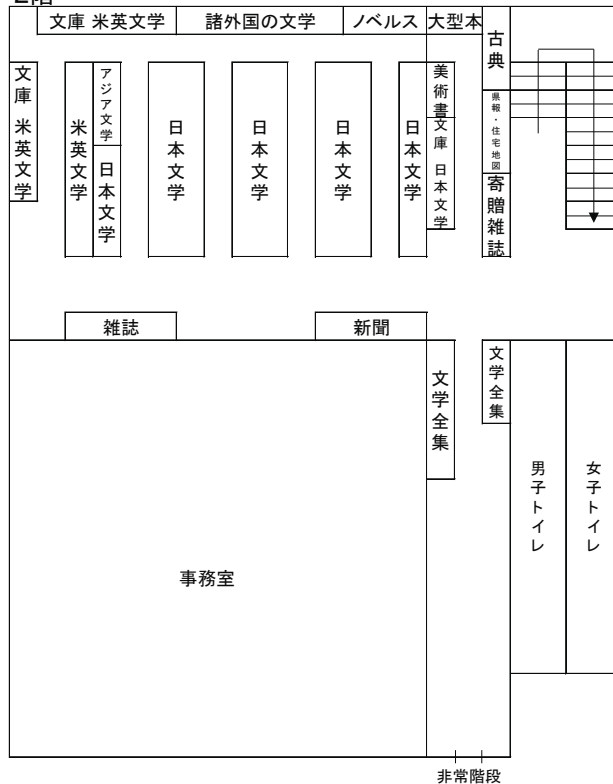 2階
文庫 米英文学
諸外国の文学
ノベルス
大型本
古典
文庫 米英文学
米英文学
アジア文学
日本文学
日本文学
日本文学
日本文学
日本文学
美術書
文庫 日本文学
県報・住宅地図
寄贈雑誌
雑誌
新聞
文学全集
文学全集
男子トイレ
女子トイレ
事務室
非常階段